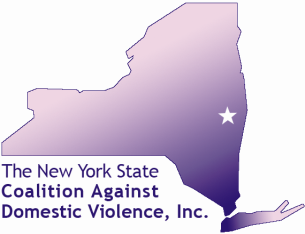 The New York State
Coalition Against
Domestic Violence, Inc.